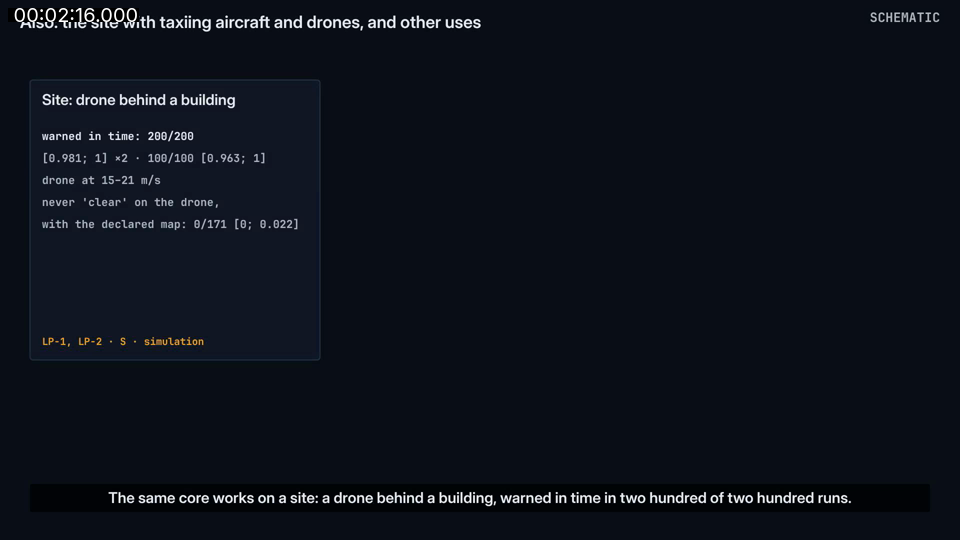 00:02:16.000
Also: the site with taxiing aircraft and drones, and other uses
SCHEMATIC
Site: drone behind a building
warned in time: 200/200
[0.981; 1] ×2 · 100/100 [0.963; 1]
drone at 15–21 m/s
never 'clear' on the drone,
with the declared map: 0/171 [0; 0.022]
LP-1, LP-2 · S · simulation
The same core works on a site: a drone behind a building, warned in time in two hundred of two hundred runs.